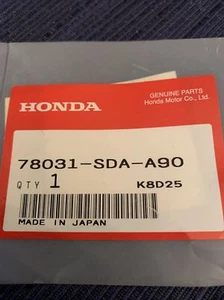 GENUINE PARTS
Honda Motor Co., Ltd.
HONDA
78031-SDA-A90
QTY 1 K8D25
MADE IN JAPAN